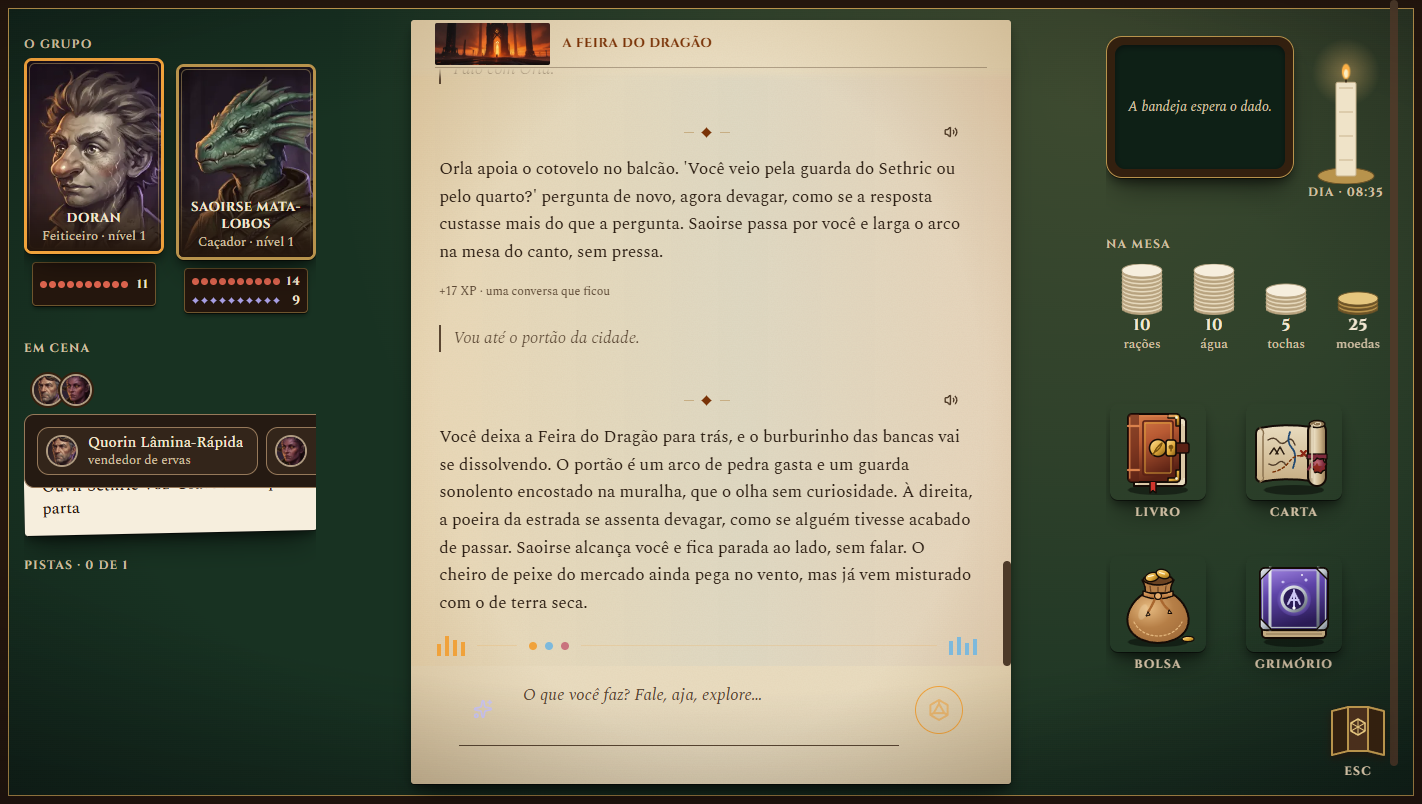 O GRUPO
DORAN
Feiticeiro · nível 1
11
SAOIRSE MATA-
LOBOS
Caçador · nível 1
14
9
EM CENA
Quorin Lâmina-Rápida
vendedor de ervas
parta
PISTAS · 0 DE 1
A FEIRA DO DRAGÃO
Orla apoia o cotovelo no balcão. 'Você veio pela guarda do Sethric ou
pelo quarto?' pergunta de novo, agora devagar, como se a resposta
custasse mais do que a pergunta. Saoirse passa por você e larga o arco
na mesa do canto, sem pressa.
+17 XP · uma conversa que ficou
Vou até o portão da cidade.
Você deixa a Feira do Dragão para trás, e o burburinho das bancas vai
se dissolvendo. O portão é um arco de pedra gasta e um guarda
sonolento encostado na muralha, que o olha sem curiosidade. À direita,
a poeira da estrada se assenta devagar, como se alguém tivesse acabado
de passar. Saoirse alcança você e fica parada ao lado, sem falar. O
cheiro de peixe do mercado ainda pega no vento, mas já vem misturado
com o de terra seca.
O que você faz? Fale, aja, explore…
A bandeja espera o dado.
DIA · 08:35
NA MESA
10
rações
10
água
5
tochas
25
moedas
LIVRO
CARTA
BOLSA
GRIMÓRIO
ESC